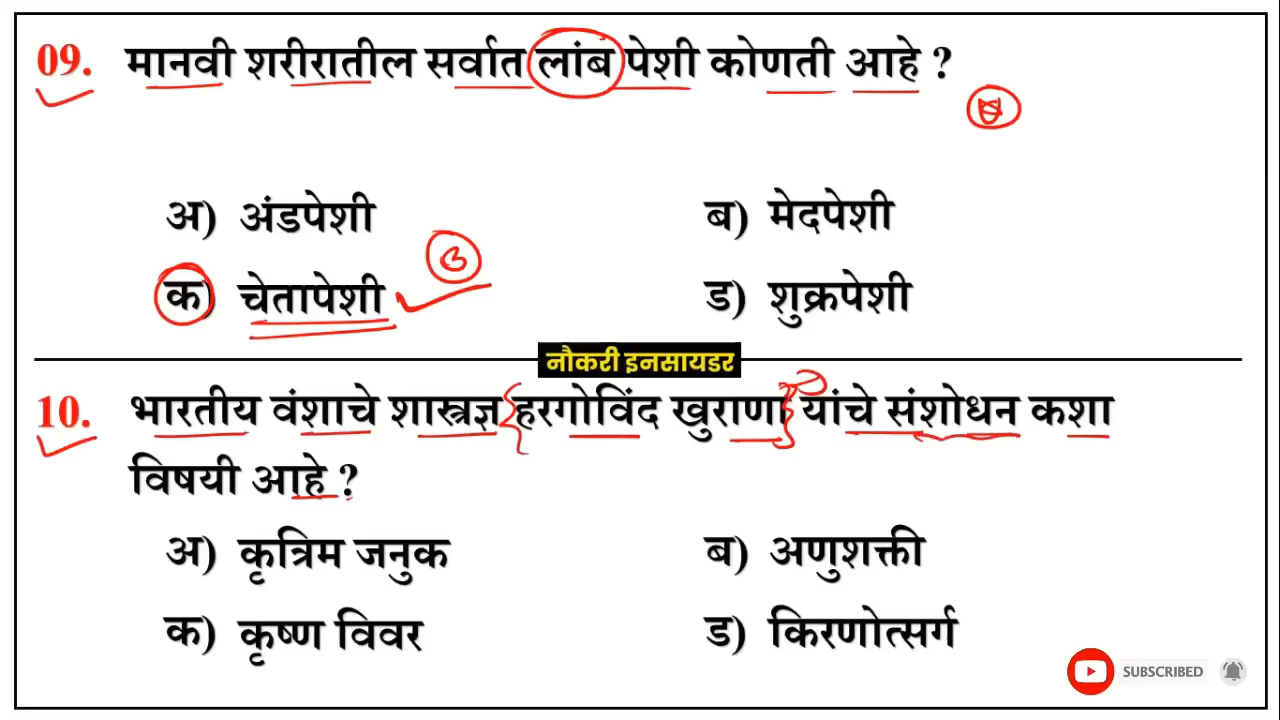 09. मानवी शरीरातील सर्वात लांब पेशी कोणती आहे ?
अ) अंडपेशी ब) मेदपेशी
क) चेतापेशी ड) शुक्रपेशी
नौकरी इनसायडर
10. भारतीय वंशाचे शास्त्रज्ञ हरगोविंद खुराणा यांचे संशोधन कशा
विषयी आहे ?
अ) कृत्रिम जनुक ब) अणुशक्ती
क) कृष्ण विवर ड) किरणोत्सर्ग
SUBSCRIBED